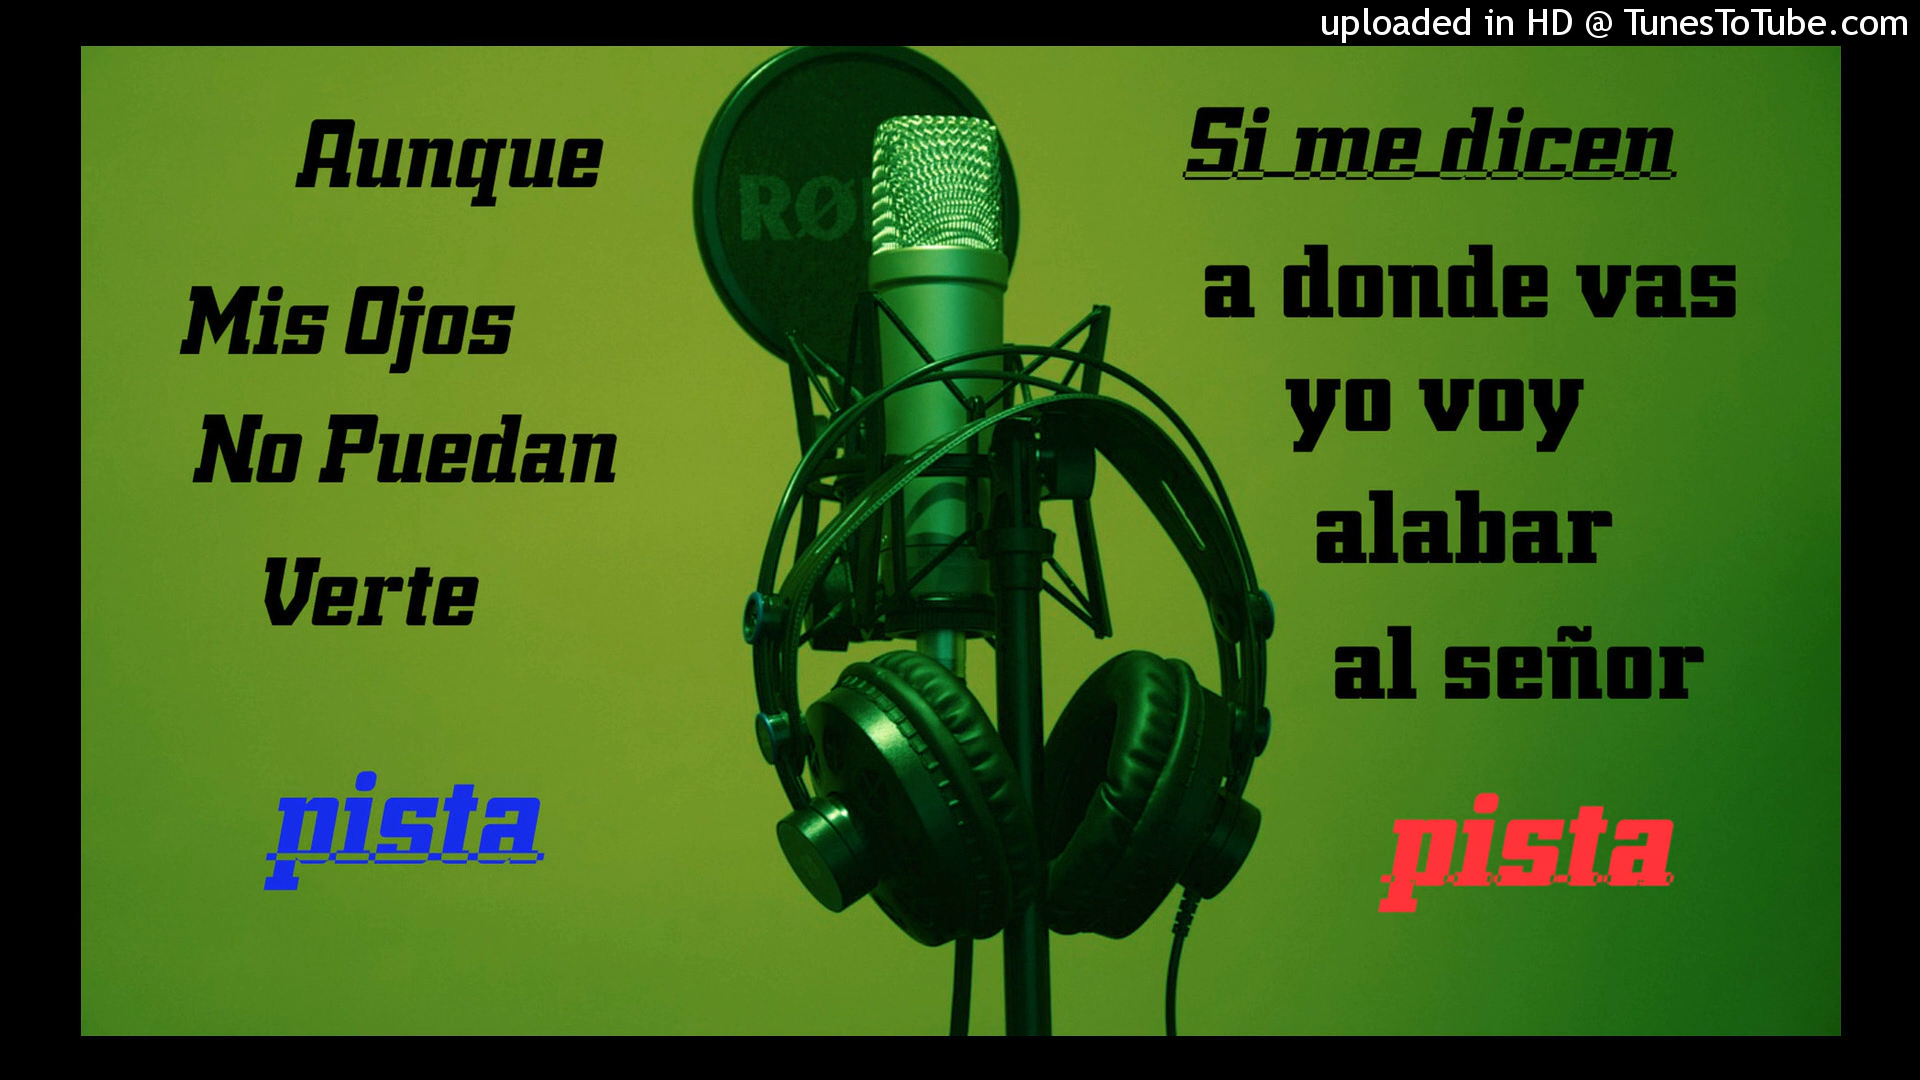 uploaded in HD @ TunesToTube.com
Aunque
Mis Ojos
No Puedan
Verte
pista
RØ
Si me dicen
a donde vas
yo voy
alabar
al señor
pista